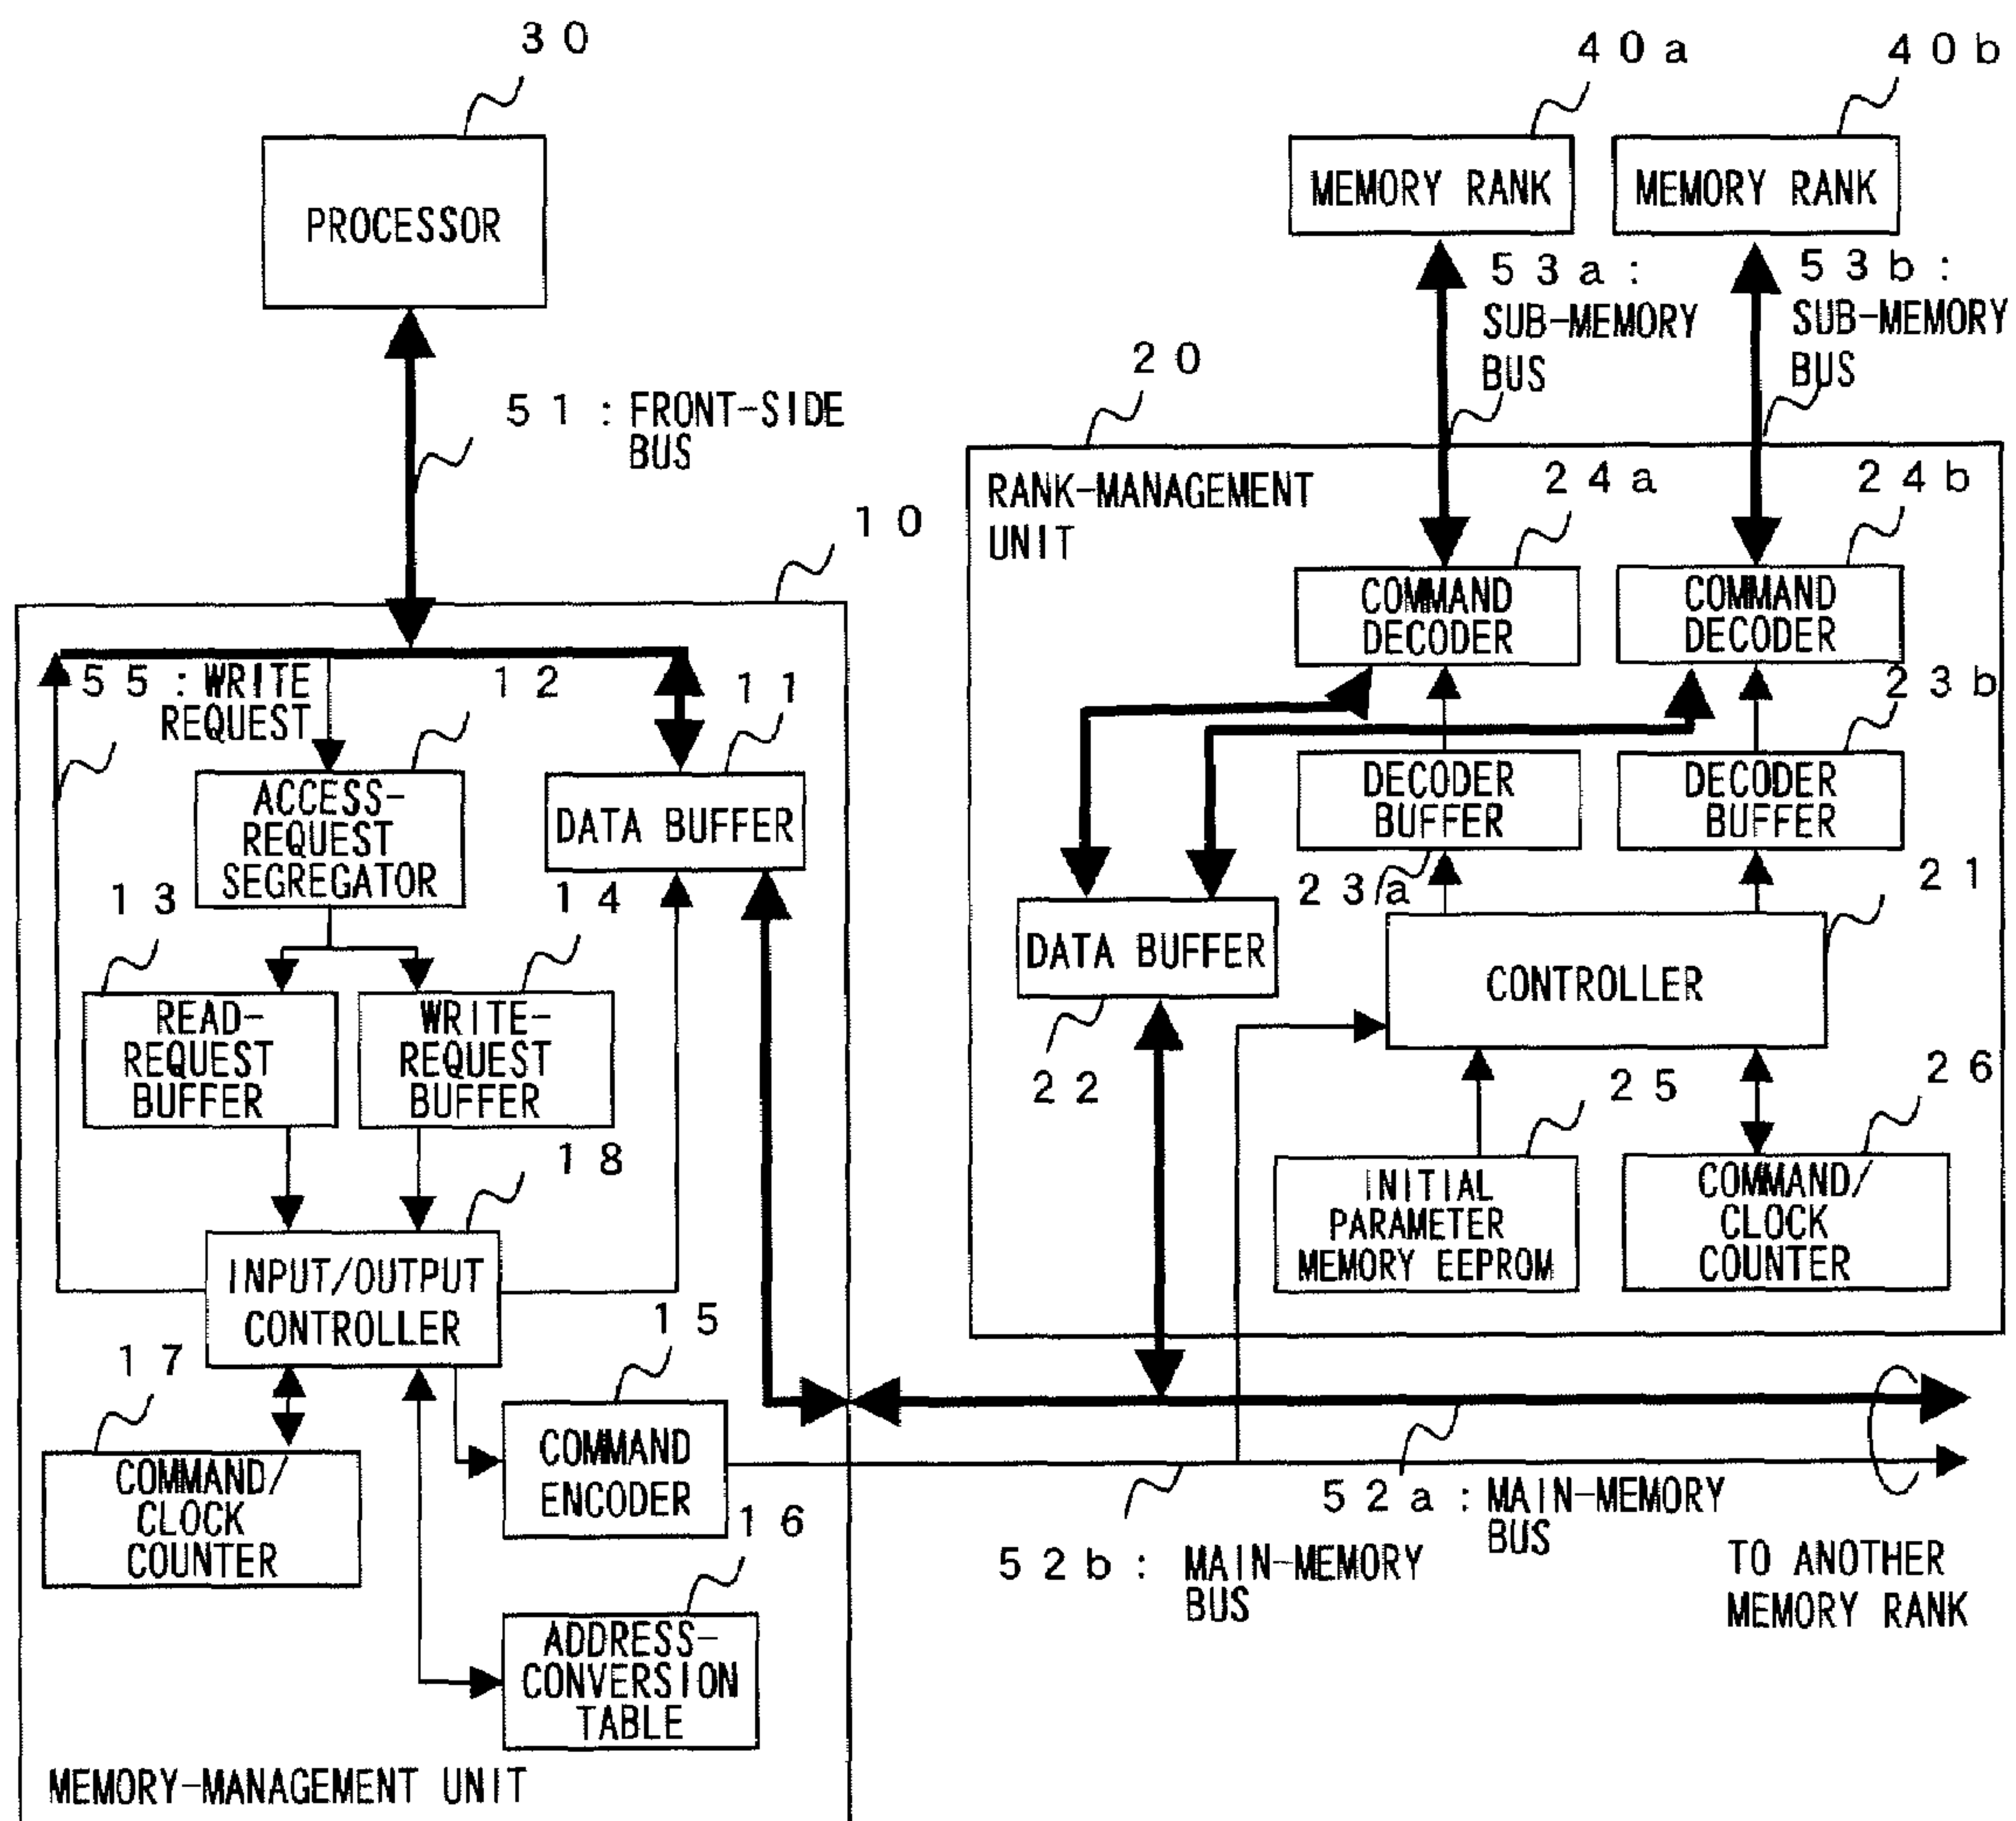 30
PROCESSOR
51:FRONT-SIDE
BUS
10
55:WRITE
REQUEST
12
11
ACCESS-
REQUEST
SEGREGATOR
DATA BUFFER
13
14
READ-
REQUEST
BUFFER
WRITE-
REQUEST
BUFFER
18
INPUT/OUTPUT
CONTROLLER
15
17
COMMAND/
CLOCK
COUNTER
COMMAND
ENCODER
16
ADDRESS-
CONVERSION
TABLE
MEMORY-MANAGEMENT UNIT
40a
40b
MEMORY RANK
MEMORY RANK
53a:
SUB-MEMORY
BUS
53b:
SUB-MEMORY
BUS
20
RANK-MANAGEMENT
UNIT
24a
24b
COMMAND
DECODER
COMMAND
DECODER
23b
DECODER
BUFFER
DECODER
BUFFER
23a
21
DATA BUFFER
CONTROLLER
22
25
26
INITIAL
PARAMETER
MEMORY EEPROM
COMMAND/
CLOCK
COUNTER
52a:MAIN-MEMORY
BUS
52b: MAIN-MEMORY
BUS
TO ANOTHER
MEMORY RANK